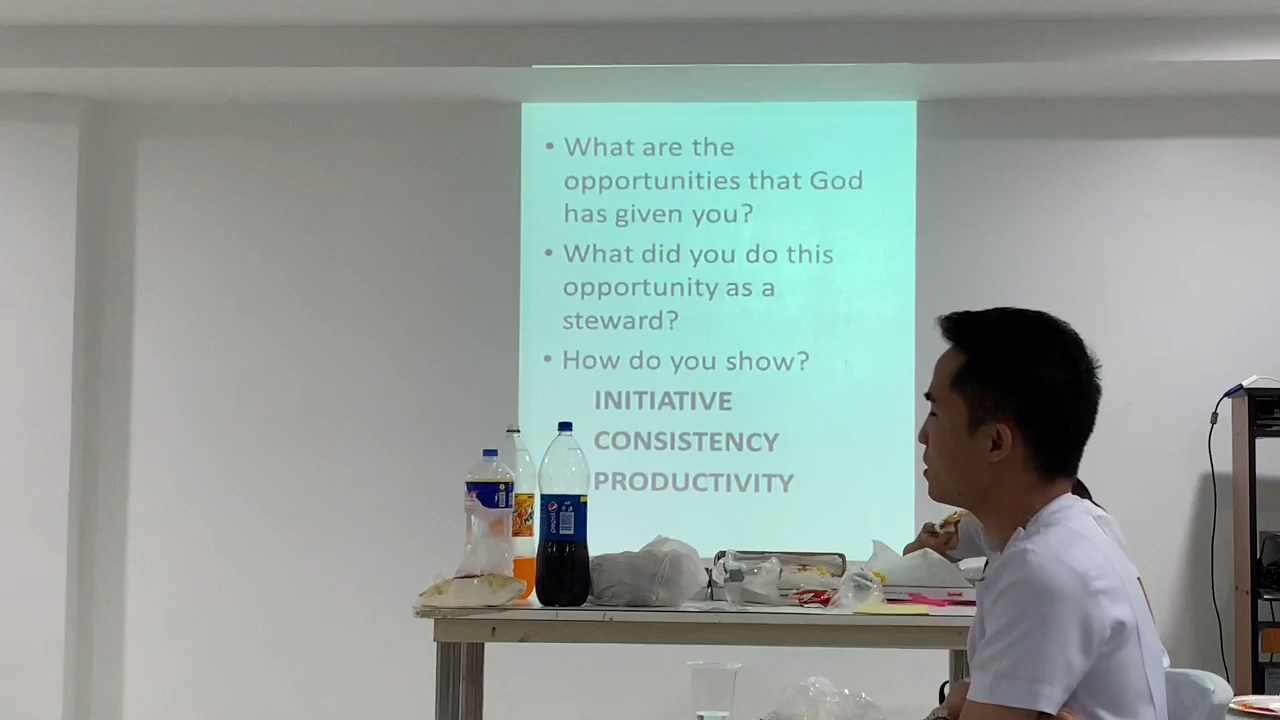 • What are the
opportunities that God
has given you?
• What did you do this
opportunity as a
steward?
• How do you show?
INITIATIVE
CONSISTENCY
PRODUCTIVITY
pepsi